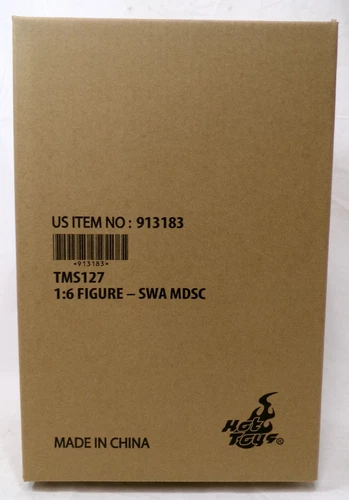 US ITEM NO : 913183
*913183*
TMS127
1:6 FIGURE – SWA MDSC
Hot
Toys®
MADE IN CHINA